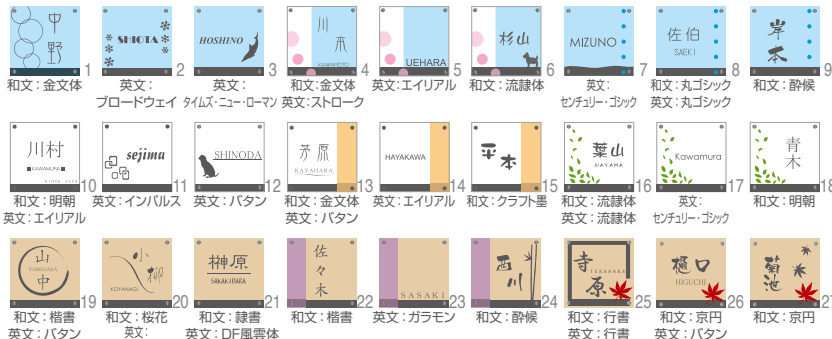 中野
1
和文：金文体
SHIOTA
2
英文：
ブロードウェイ
HOSHINO
3
英文：
タイムズ・ニュー・ローマン
川本
KAWAMOTO
4
和文：金文体
英文：ストローク
UEHARA
5
英文：エイリアル
杉山
6
和文：流隷体
MIZUNO
7
英文：
センチュリー・ゴシック
佐伯
SAEKI
8
和文：丸ゴシック
英文：丸ゴシック
岸本
9
和文：酔候
川村
KAWAMURA
SINCE 2008
10
和文：明朝
英文：エイリアル
sejima
11
英文：インパルス
SHINODA
12
英文：バタン
芳原
KAYAHARA
13
和文：金文体
英文：バタン
HAYAKAWA
14
英文：エイリアル
平本
15
和文：クラフト墨
葉山
HAYAMA
16
和文：流隷体
英文：流隷体
Kawamura
17
英文：
センチュリー・ゴシック
青木
18
和文：明朝
山中
YAMANAKA
19
和文：楷書
英文：バタン
小柳
KOYANAGI
20
和文：桜花
英文：
榊原
SAKAKIBARA
21
和文：隷書
英文：DF風雲体
佐々木
22
和文：楷書
SASAKI
23
英文：ガラモン
西川
24
和文：酔候
寺原
TERAHARA
25
和文：行書
英文：行書
樋口
HIGUCHI
26
和文：京円
英文：バタン
菊池
27
和文：京円